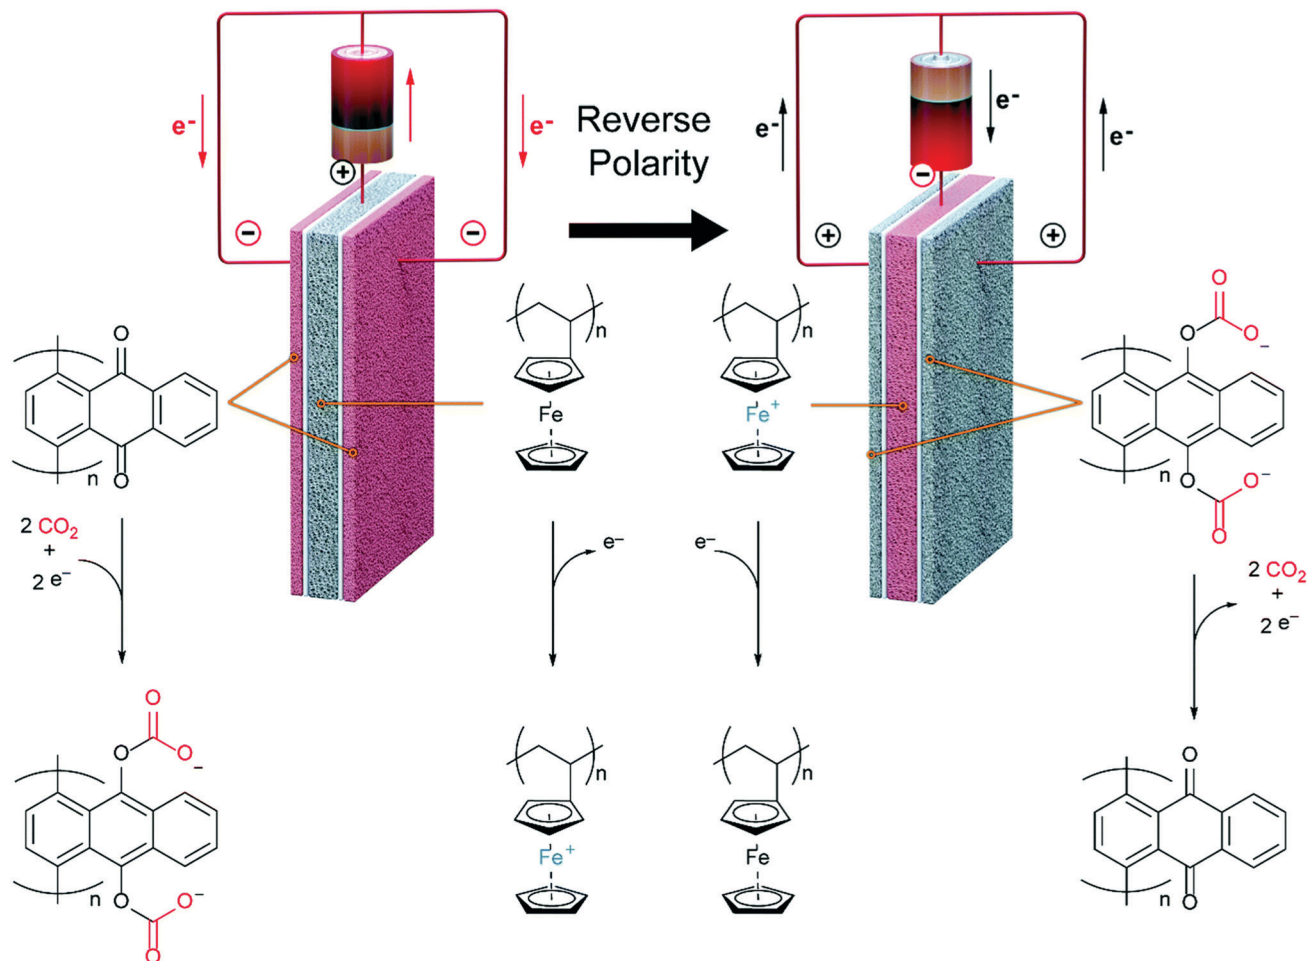 e⁻
e⁻
+
−
−
Reverse
Polarity
e⁻
e⁻
e⁻
−
+
+
O
O
n
2 CO₂
+
2 e⁻
n
Fe
e⁻
n
Fe⁺
e⁻
O
O
O⁻
O
O⁻
O
n
2 CO₂
+
2 e⁻
O
O
O⁻
n
O
O⁻
O
n
Fe⁺
n
Fe
O
O
n